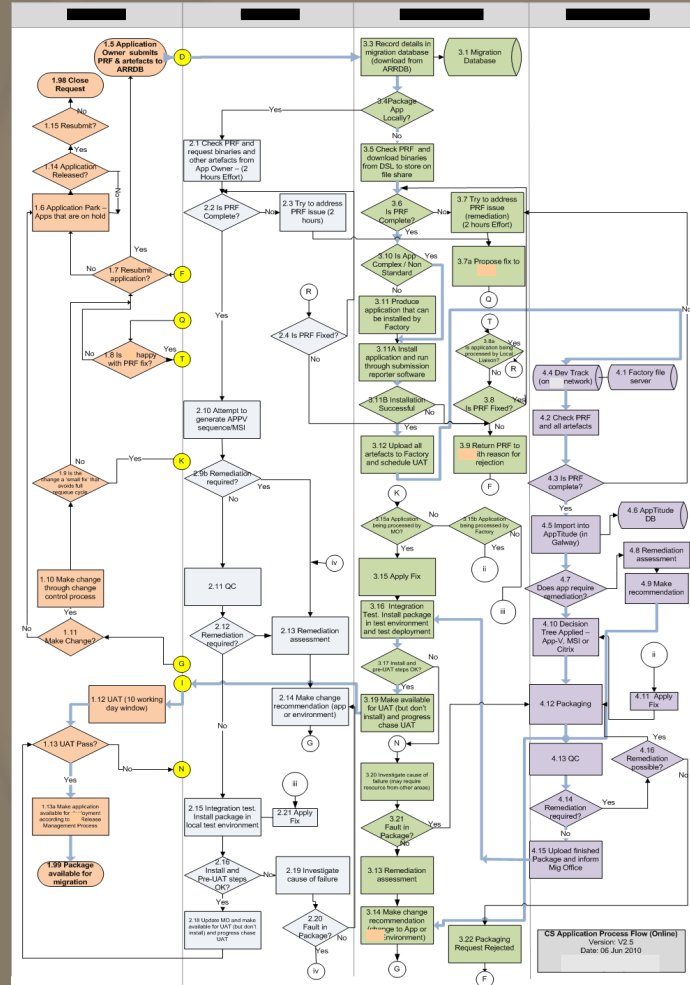 1.5 Application
Owner submits
PRF & artefacts to
ARRDB
D
3.3 Record details in
migration database
(download from
ARRDB)
3.1 Migration
Database
1.98 Close
Request
No
1.15 Resubmit?
Yes
1.14 Application
Released?
No
1.6 Application Park –
Apps that are on hold
Yes
No
1.7 Resubmit
application?
F
Q
Yes
T
No
1.8 Is happy
with PRF fix?
1.9 Is the
change a 'small fix' that
avoids full
requeue cycle
Yes
K
No
1.10 Make change
through change
control process
Yes
No
1.11
Make Change?
G
I
1.12 UAT (10 working
day window)
1.13 UAT Pass?
No
N
Yes
1.13a Make application
available for
according to Release
Management Process
1.99 Package
available for
migration
Yes
2.1 Check PRF and
request binaries and
other artefacts from
App Owner – (2
Hours Effort)
2.2 Is PRF
Complete?
No
2.3 Try to address
PRF issue (2
hours)
Yes
R
2.4 Is PRF Fixed?
No
2.10 Attempt to
generate APPV
sequence/MSI
2.9b Remediation
required?
Yes
No
iv
2.11 QC
2.12
Remediation
required?
Yes
2.13 Remediation
assessment
No
2.14 Make change
recommendation (app
or environment)
G
iii
2.15 Integration test.
Install package in
local test environment
2.21 Apply
Fix
2.16
Install and
Pre-UAT steps
OK?
No
2.19 Investigate
cause of failure
Yes
2.18 Update MO and make
available for UAT (but don't
install) and progress chase
UAT
2.20
Fault in
Package?
No
Yes
iv
3.4Package
App
Locally?
No
3.5 Check PRF and
download binaries
from DSL to store on
file share
3.6
Is PRF
Complete?
No
3.7 Try to address
PRF issue
(remediation)
(2 hours Effort)
Yes
3.10 Is App
Complex / Non
Standard
Yes
3.7a Propose fix to
Q
No
3.11 Produce
application that can
be installed by
Factory
T
3.8a
Is application being
processed by Local
Liaison?
Yes
R
No
3.11A Install
application and run
through submission
reporter software
3.11B Installation
Successful
No
3.8
Is PRF Fixed?
Yes
No
3.12 Upload all
artefacts to Factory
and schedule UAT
3.9 Return PRF to
ith reason for
rejection
F
K
3.15a Application
being processed by
MO?
No
3.15b Application
being processed by
Factory
Yes
Yes
No
ii
iii
3.15 Apply Fix
3.16 Integration
Test. Install package
in test environment
and test deployment
3.17 Install and
pre-UAT steps OK?
No
Yes
3.19 Make available
for UAT (but don't
install) and progress
chase UAT
N
3.20 Investigate cause of
failure (may require
resource from other areas)
3.21
Fault in
Package?
Yes
No
3.13 Remediation
assessment
3.14 Make change
recommendation
(change to App or
Environment)
G
3.22 Packaging
Request Rejected
F
No
4.4 Dev Track
(on network)
4.1 Factory file
server
4.2 Check PRF
and all artefacts
4.3 Is PRF
complete?
Yes
4.6 AppTitude
DB
4.5 Import into
AppTitude (in
Galway)
4.8 Remediation
assessment
Yes
4.7
Does app require
remediation?
4.9 Make
recommendation
No
4.10 Decision
Tree Applied –
App-V, MSI or
Citrix
ii
4.11 Apply
Fix
4.12 Packaging
Yes
4.16
Remediation
possible?
No
4.13 QC
4.14
Remediation
required?
Yes
No
4.15 Upload finished
Package and inform
Mig Office
CS Application Process Flow (Online)
Version: V2.5
Date: 06 Jun 2010